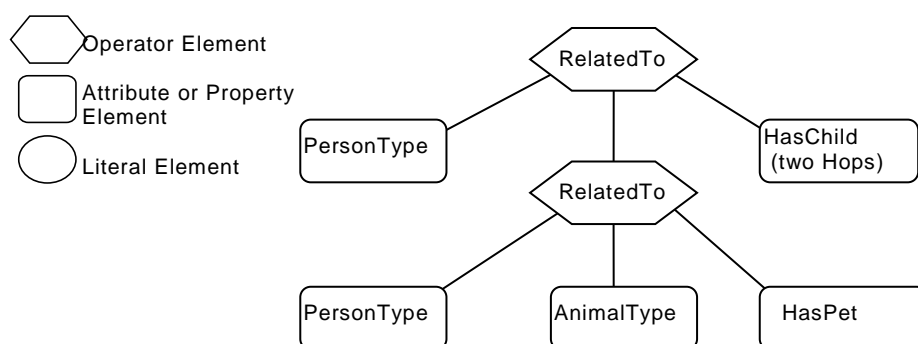 Operator Element
Attribute or Property
Element
Literal Element
RelatedTo
PersonType
HasChild
(two Hops)
RelatedTo
PersonType
AnimalType
HasPet